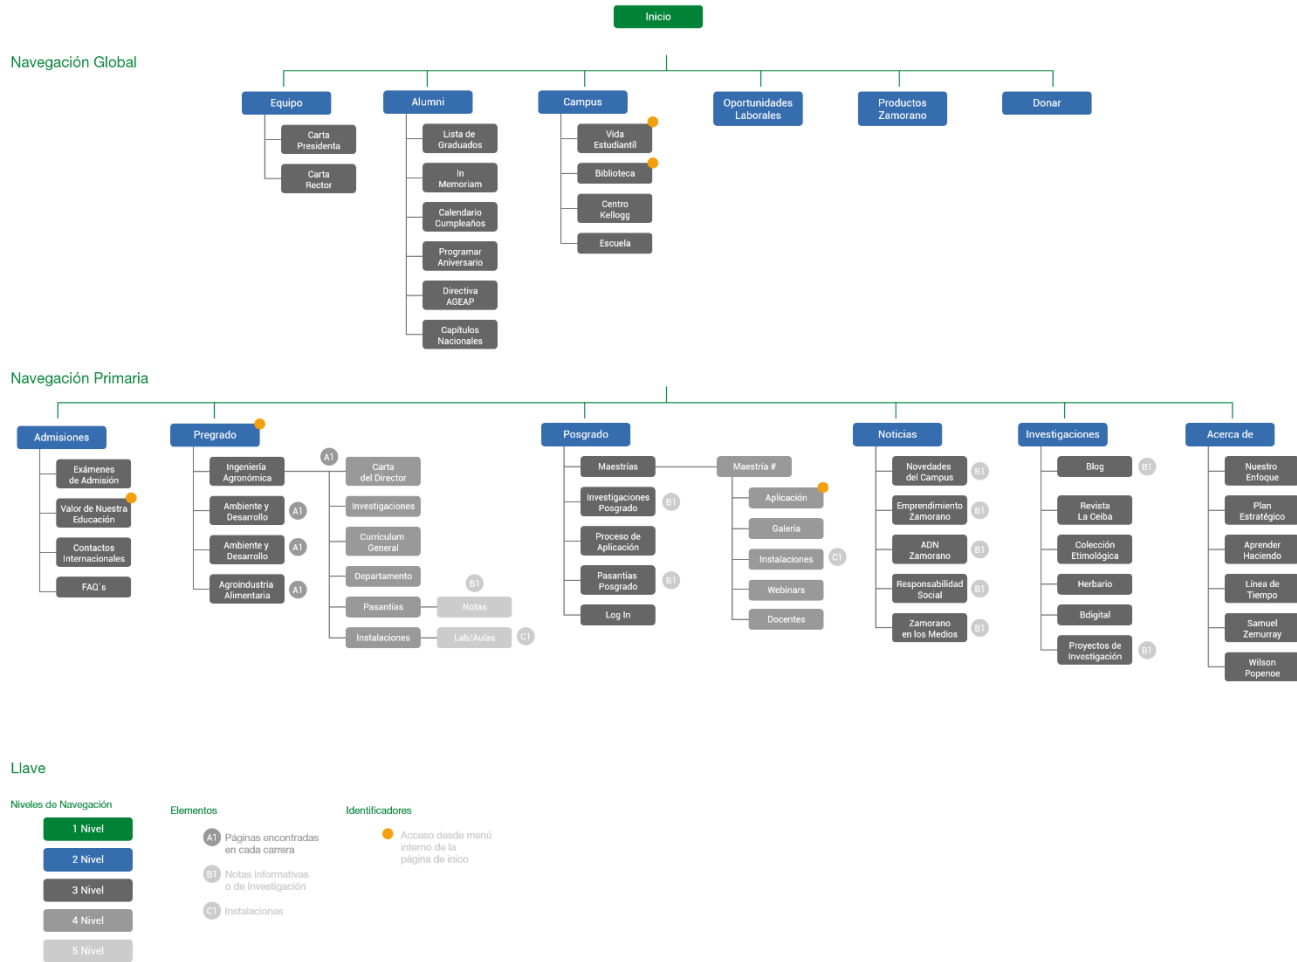 Inicio
Navegación Global
Equipo
Carta
Presidenta
Carta
Rector
Alumni
Lista de
Graduados
In
Memoriam
Calendario
Cumpleaños
Programar
Aniversario
Directiva
AGEAP
Capítulos
Nacionales
Campus
Vida
Estudiantíl
Biblioteca
Centro
Kellogg
Escuela
Oportunidades
Laborales
Productos
Zamorano
Donar
Navegación Primaria
Admisiones
Exámenes
de Admisión
Valor de Nuestra
Educación
Contactos
Internacionales
FAQ´s
Pregrado
Ingeniería
Agronómica
Ambiente y
Desarrollo
A1
Ambiente y
Desarrollo
A1
Agroindustria
Alimentaria
A1
A1
Carta
del Director
Investigaciones
Currículum
General
Departamento
Pasantías
B1
Notas
Instalaciones
Lab/Aulas
C1
Posgrado
Maestrías
Investigaciones
Posgrado
B1
Proceso de
Aplicación
Pasantías
Posgrado
B1
Log In
Maestría #
Aplicación
Galería
Instalaciones
C1
Webinars
Docentes
Noticias
Novedades
del Campus
B1
Emprendimiento
Zamorano
B1
ADN
Zamorano
B1
Responsabilidad
Social
B1
Zamorano
en los Medios
B1
Investigaciones
Blog
B1
Revista
La Ceiba
Colección
Etimológica
Herbario
Bdigital
Proyectos de
Investigación
B1
Acerca de
Nuestro
Enfoque
Plan
Estratégico
Aprender
Haciendo
Línea de
Tiempo
Samuel
Zemurray
Wilson
Popenoe
Llave
Niveles de Navegación
1 Nivel
2 Nivel
3 Nivel
4 Nivel
5 Nivel
Elementos
A1 Páginas encontradas
en cada carrera
B1 Notas Informativas
o de Investigación
C1 Instalaciones
Identificadores
Acceso desde menú
interno de la
página de inico